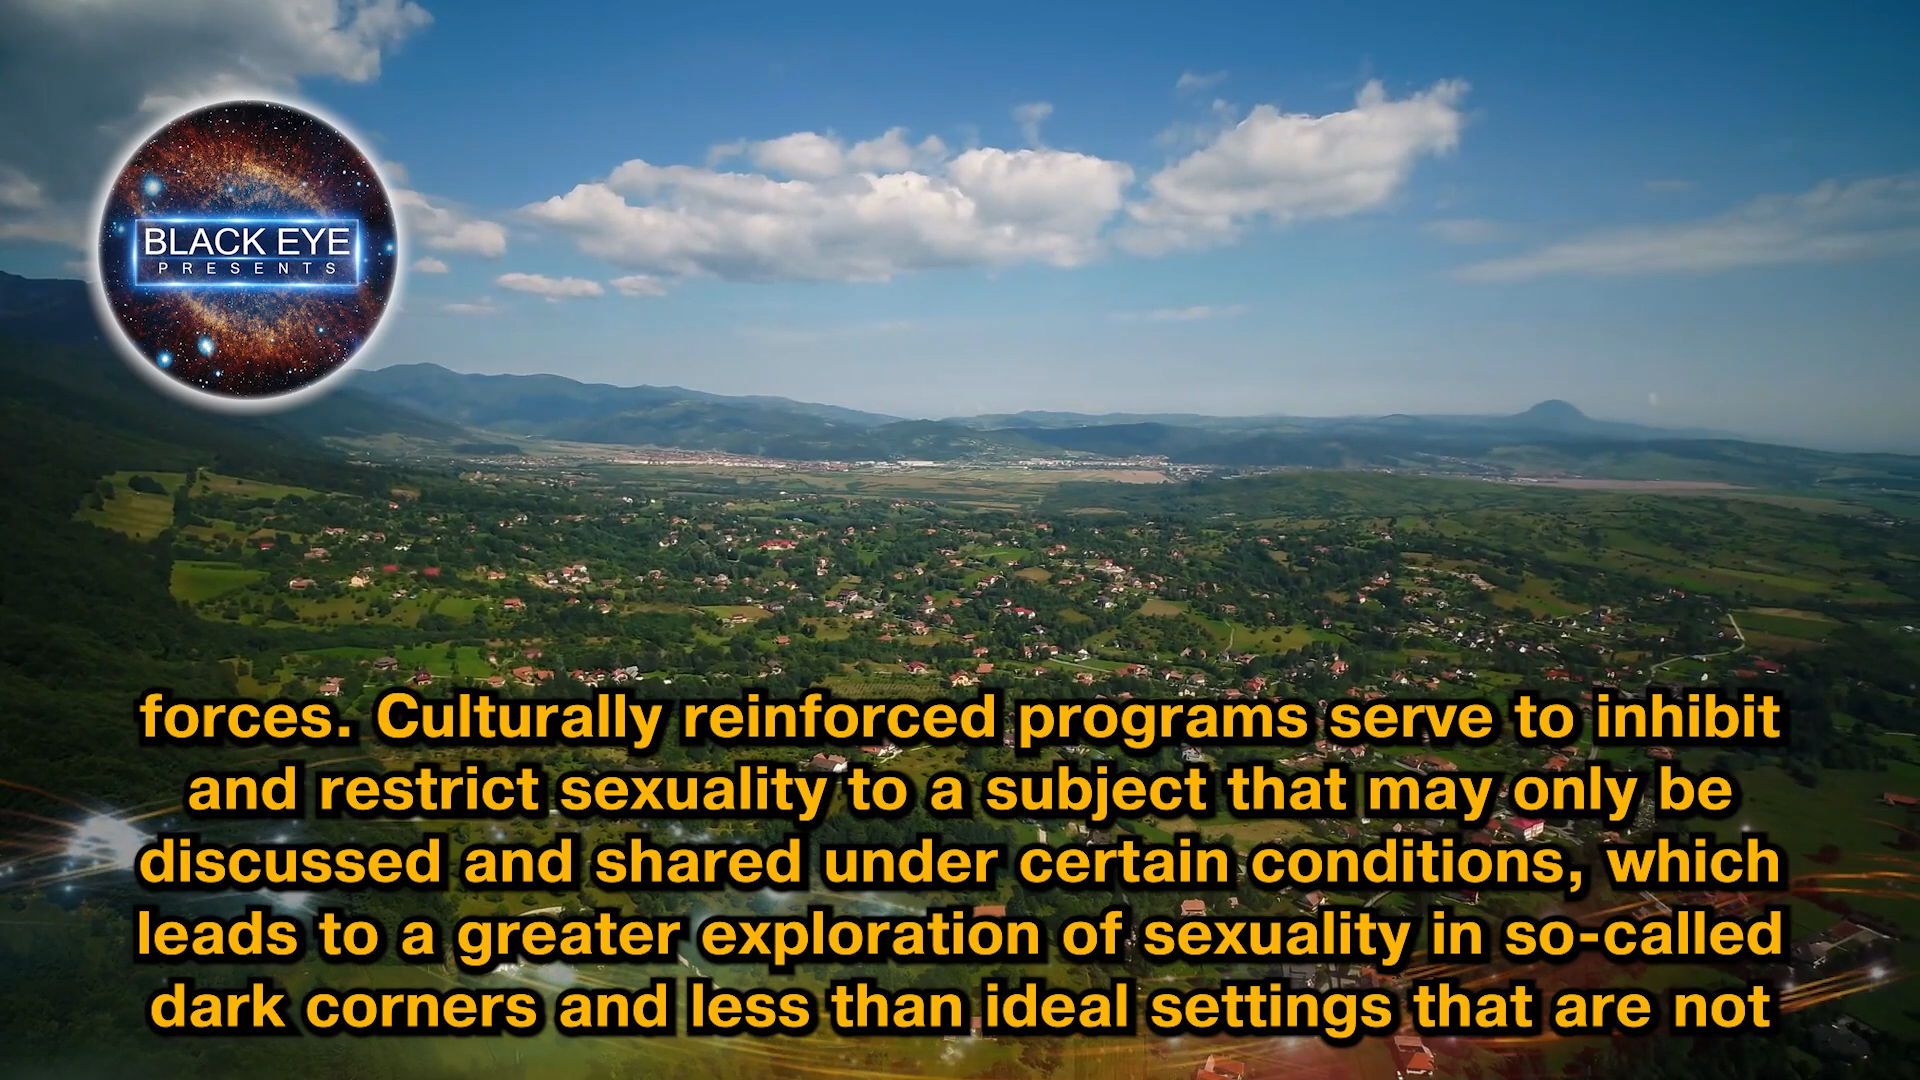 BLACK EYE
PRESENTS
forces. Culturally reinforced programs serve to inhibit
and restrict sexuality to a subject that may only be
discussed and shared under certain conditions, which
leads to a greater exploration of sexuality in so-called
dark corners and less than ideal settings that are not